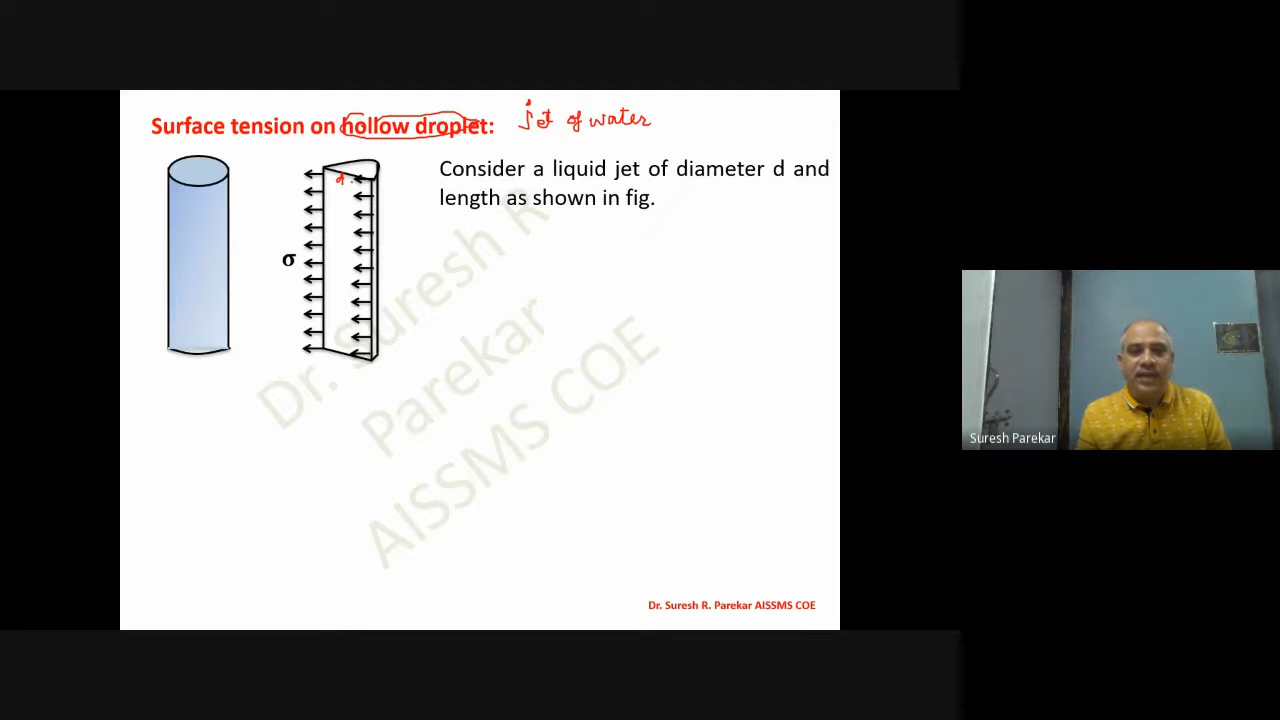 Surface tension on hollow droplet: jet of water
Consider a liquid jet of diameter d and
length as shown in fig.
d
σ
Dr. Suresh R
Parekar
AISSMS COE
Suresh Parekar
Dr. Suresh R. Parekar AISSMS COE